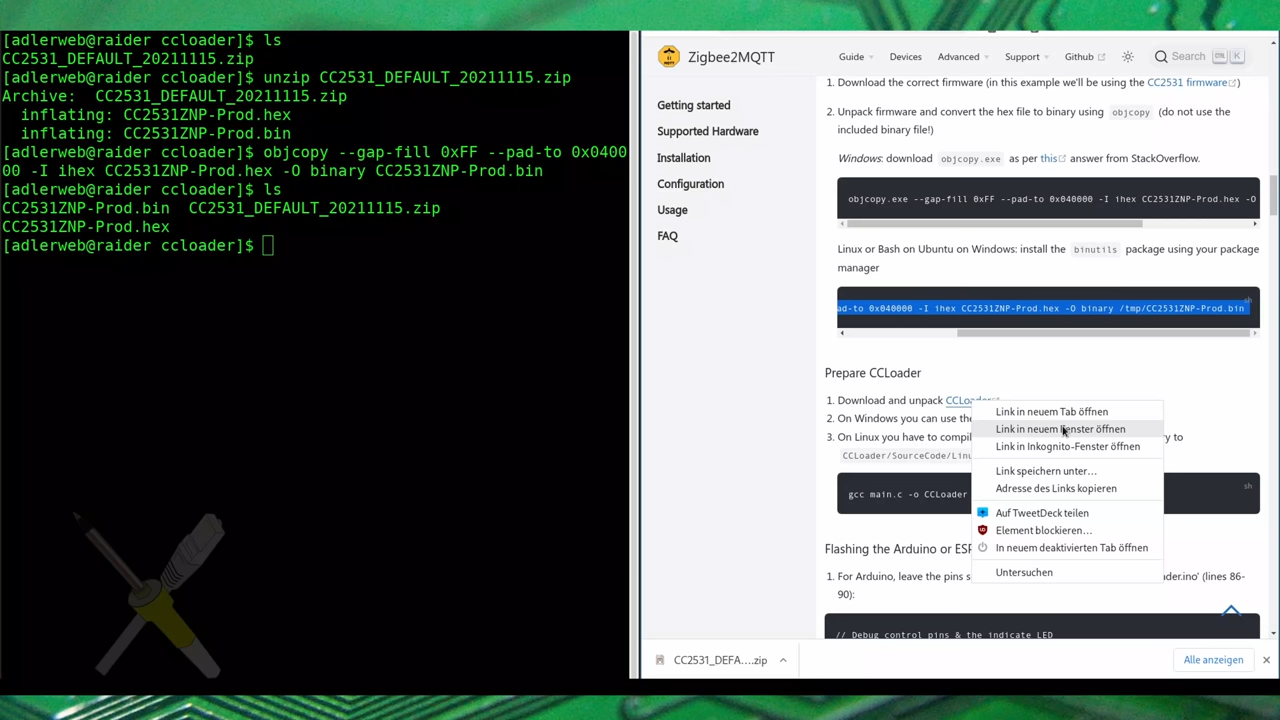 [adlerweb@raider ccloader]$ ls
CC2531_DEFAULT_20211115.zip
[adlerweb@raider ccloader]$ unzip CC2531_DEFAULT_20211115.zip
Archive:  CC2531_DEFAULT_20211115.zip
inflating: CC2531ZNP-Prod.hex
inflating: CC2531ZNP-Prod.bin
[adlerweb@raider ccloader]$ objcopy --gap-fill 0xFF --pad-to 0x0400
00 -I ihex CC2531ZNP-Prod.hex -O binary CC2531ZNP-Prod.bin
[adlerweb@raider ccloader]$ ls
CC2531ZNP-Prod.bin  CC2531_DEFAULT_20211115.zip
CC2531ZNP-Prod.hex
[adlerweb@raider ccloader]$
Zigbee2MQTT
Guide Devices Advanced Support Github Search Ctrl K
Getting started
Supported Hardware
Installation
Configuration
Usage
FAQ
1. Download the correct firmware (in this example we'll be using the CC2531 firmware)
2. Unpack firmware and convert the hex file to binary using objcopy (do not use the
included binary file!)
Windows: download objcopy.exe as per this answer from StackOverflow.
objcopy.exe --gap-fill 0xFF --pad-to 0x040000 -I ihex CC2531ZNP-Prod.hex -O
Linux or Bash on Ubuntu on Windows: install the binutils package using your package
manager
sh
ad-to 0x040000 -I ihex CC2531ZNP-Prod.hex -O binary /tmp/CC2531ZNP-Prod.bin
Prepare CCLoader
1. Download and unpack CCLoader
2. On Windows you can use the
3. On Linux you have to compil y to
CCLoader/SourceCode/Linu
sh
gcc main.c -o CCLoader
Link in neuem Tab öffnen
Link in neuem Fenster öffnen
Link in Inkognito-Fenster öffnen
Link speichern unter…
Adresse des Links kopieren
Auf TweetDeck teilen
Element blockieren…
In neuem deaktivierten Tab öffnen
Untersuchen
Flashing the Arduino or ESP
1. For Arduino, leave the pins s ader.ino' (lines 86-
90):
// Debug control pins & the indicate LED
CC2531_DEFA....zip
Alle anzeigen